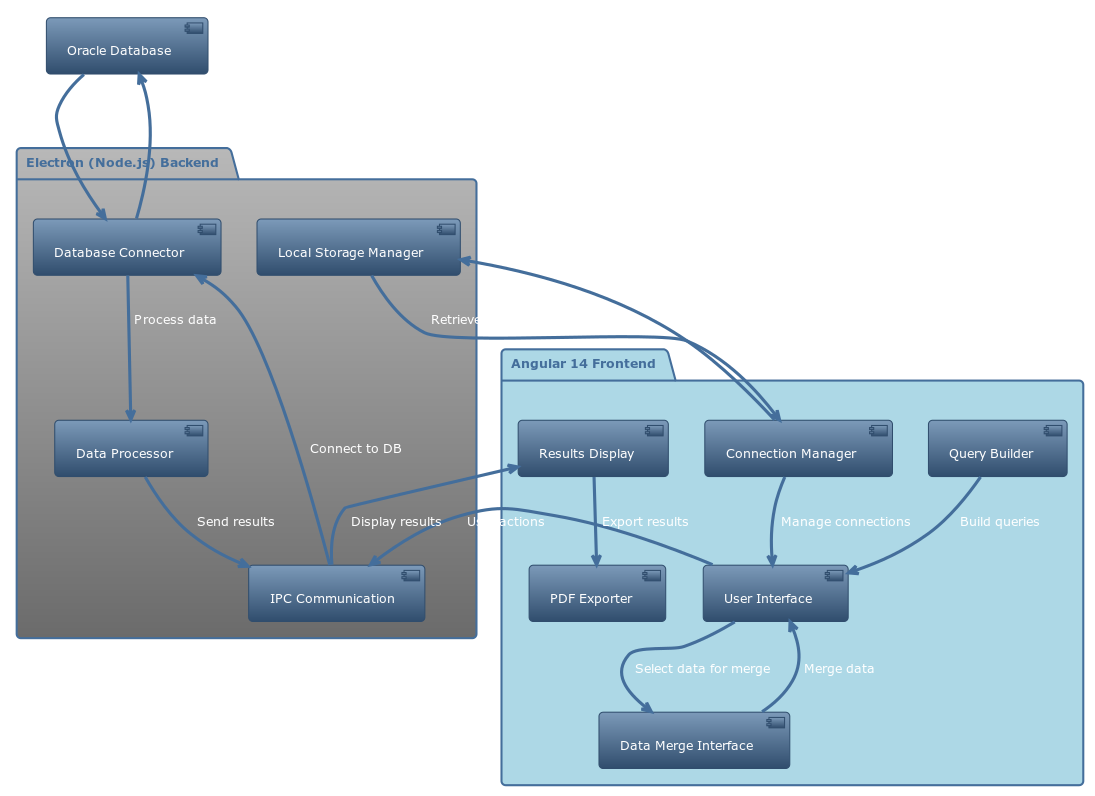 Oracle Database
Electron (Node.js) Backend
Database Connector
Local Storage Manager
Process data
Retrieve
Angular 14 Frontend
Connect to DB
Data Processor
Results Display
Connection Manager
Query Builder
Send results
Display results
User actions
Export results
Manage connections
Build queries
IPC Communication
PDF Exporter
User Interface
Select data for merge
Merge data
Data Merge Interface